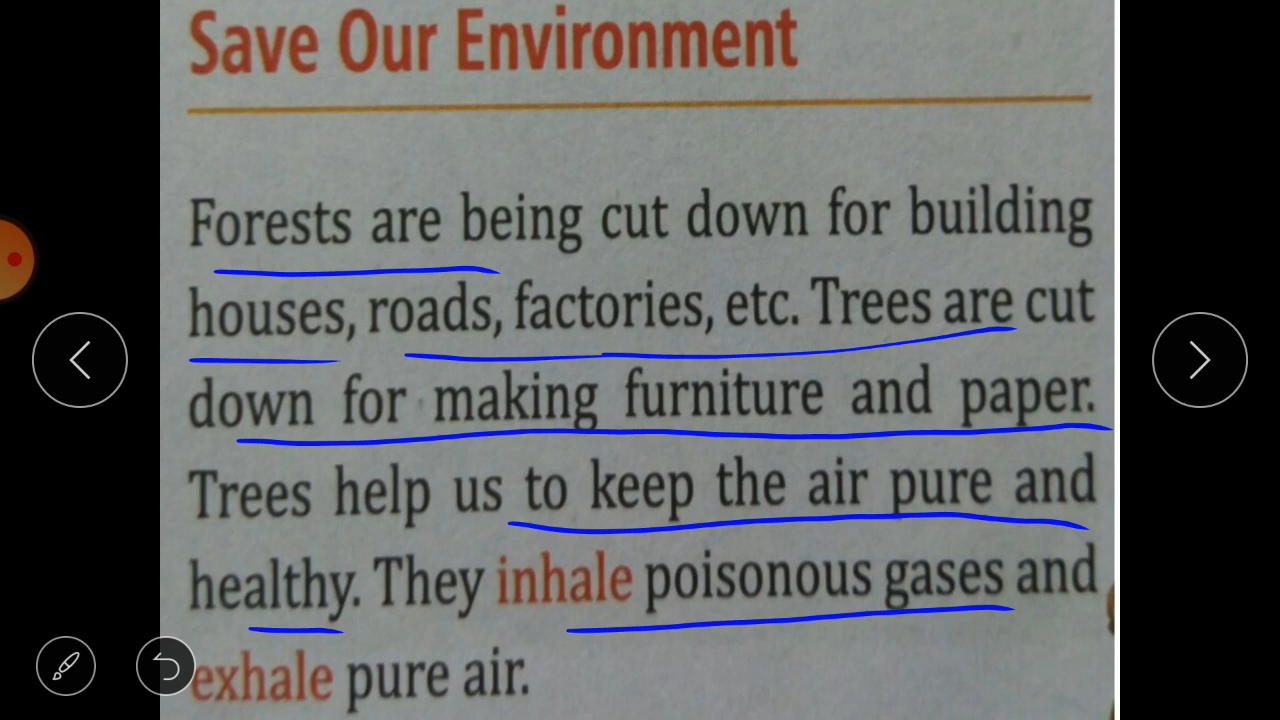 Save Our Environment
Forests are being cut down for building
houses, roads, factories, etc. Trees are cut
down for making furniture and paper.
Trees help us to keep the air pure and
healthy. They inhale poisonous gases and
exhale pure air.